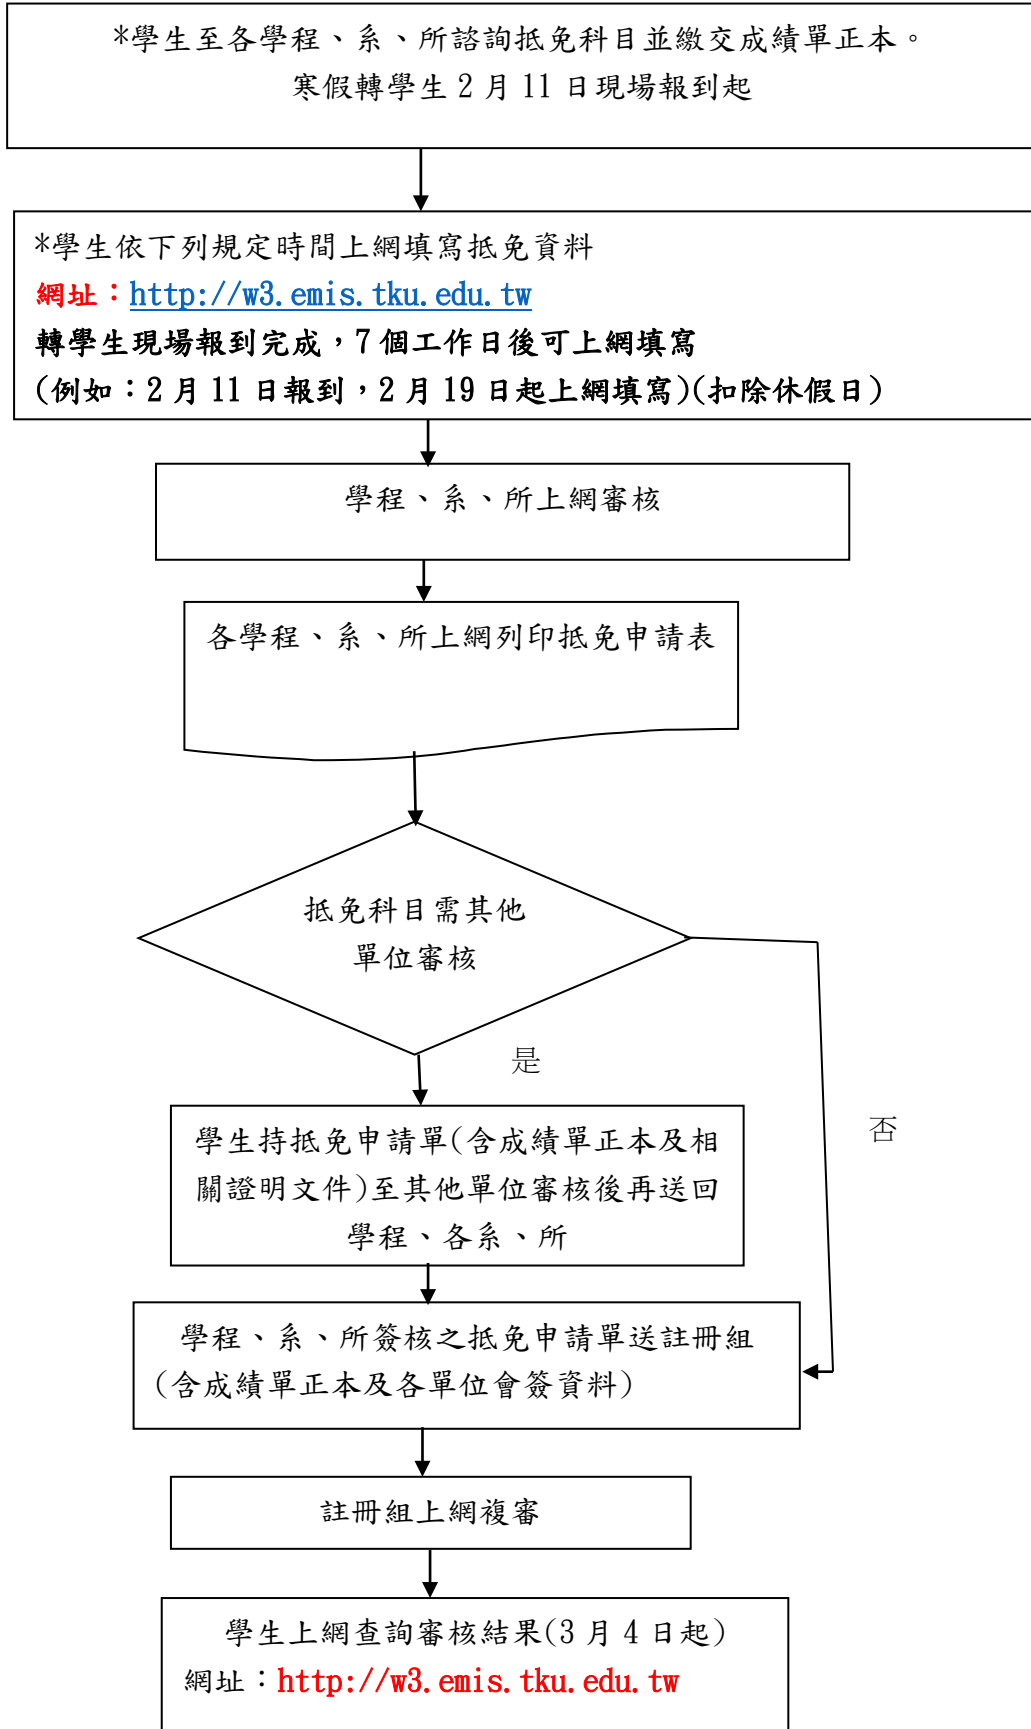 *學生至各學程、系、所諮詢抵免科目並繳交成績單正本。
寒假轉學生 2 月 11 日現場報到起
*學生依下列規定時間上網填寫抵免資料
網址：http://w3.emis.tku.edu.tw
轉學生現場報到完成，7 個工作日後可上網填寫
(例如：2 月 11 日報到，2 月 19 日起上網填寫)(扣除休假日)
學程、系、所上網審核
各學程、系、所上網列印抵免申請表
抵免科目需其他
單位審核
是
否
學生持抵免申請單(含成績單正本及相
關證明文件)至其他單位審核後再送回
學程、各系、所
學程、系、所簽核之抵免申請單送註冊組
(含成績單正本及各單位會簽資料)
註冊組上網複審
學生上網查詢審核結果(3 月 4 日起)
網址：http://w3.emis.tku.edu.tw